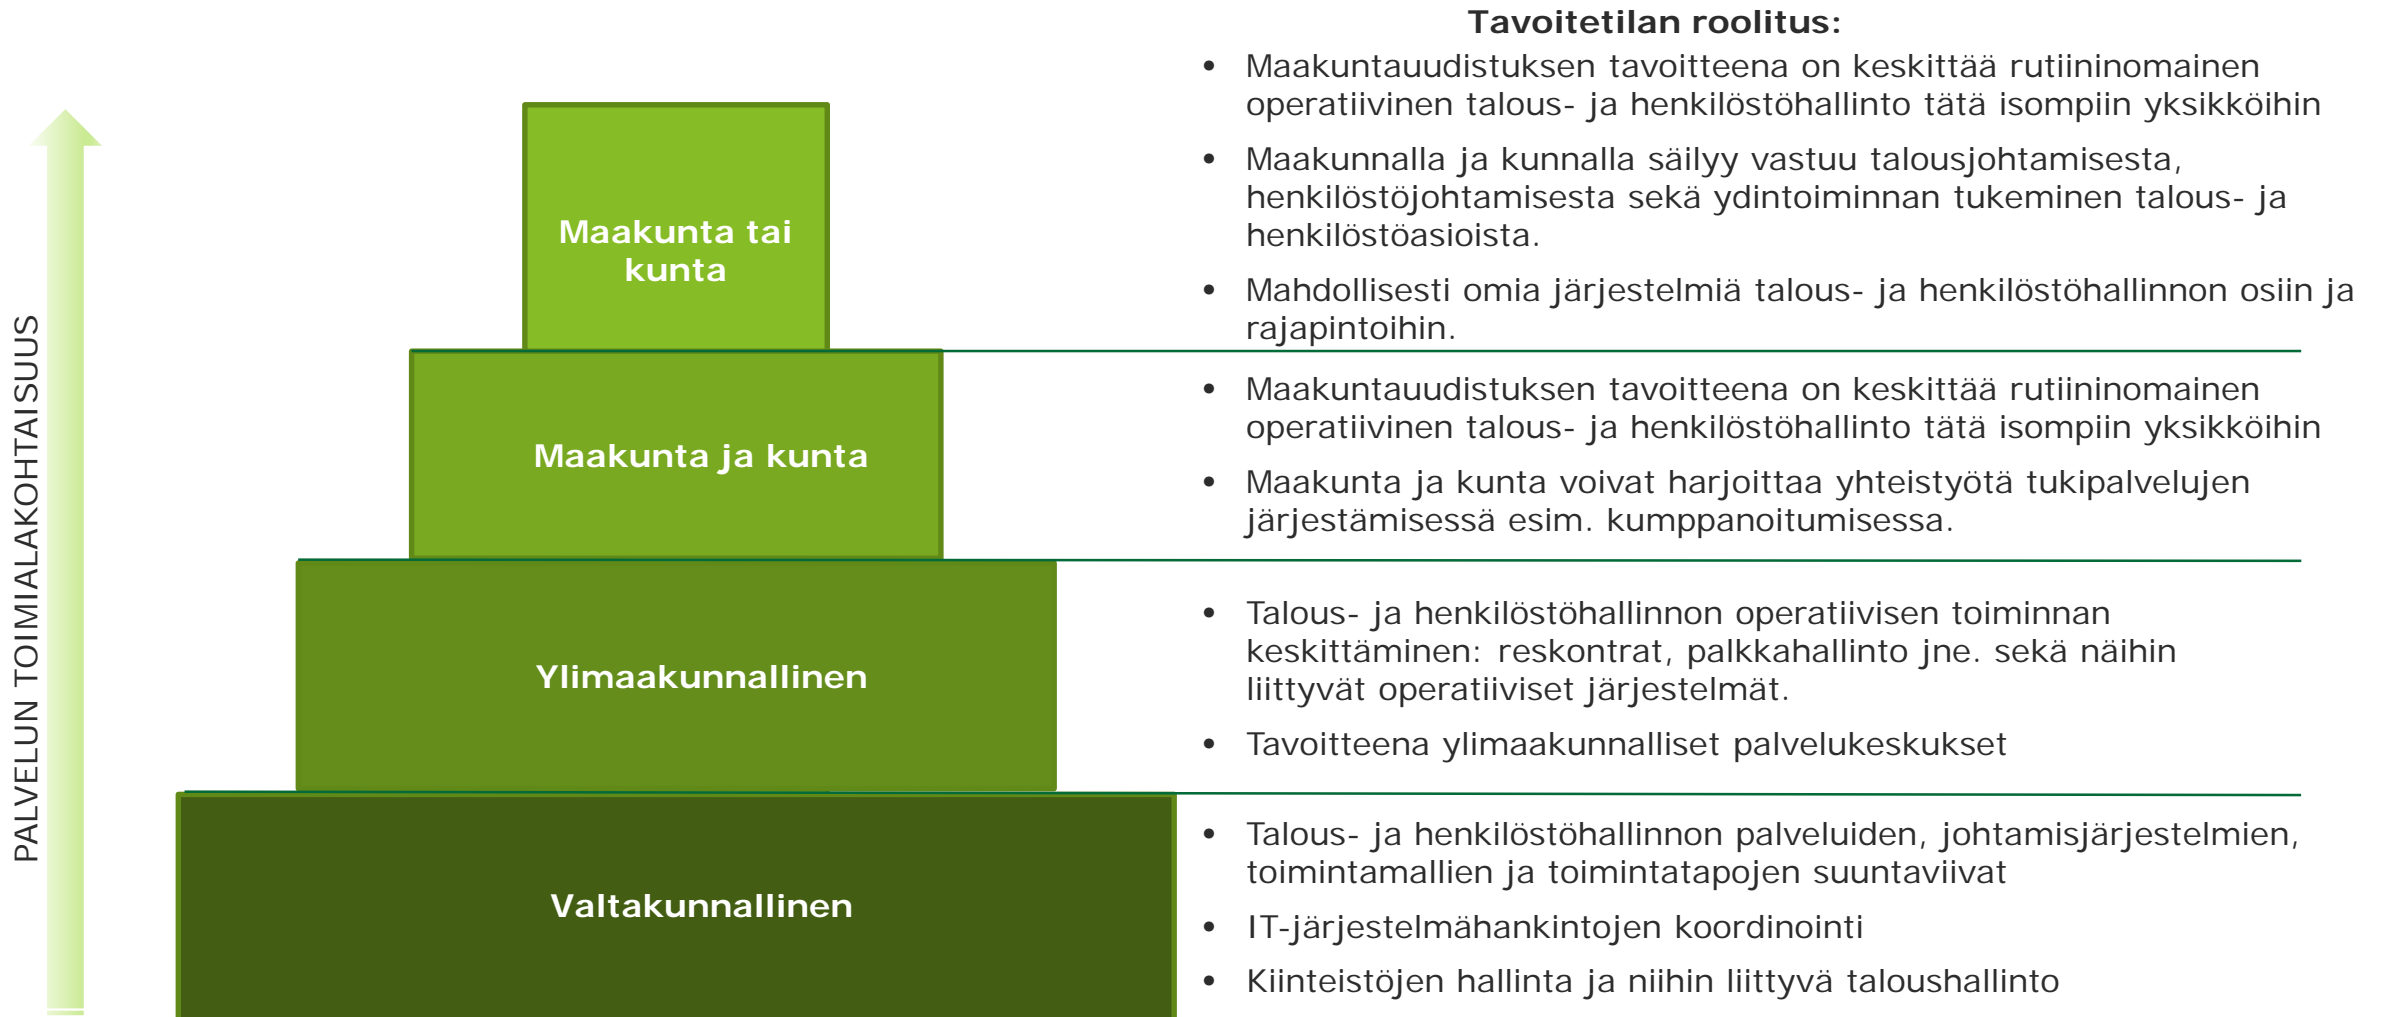 Tavoitetilan roolitus:
• Maakuntauudistuksen tavoitteena on keskittää rutiininomainen
operatiivinen talous- ja henkilöstöhallinto tätä isompiin yksikköihin
• Maakunnalla ja kunnalla säilyy vastuu talousjohtamisesta,
henkilöstöjohtamisesta sekä ydintoiminnan tukeminen talous- ja
henkilöstöasioista.
• Mahdollisesti omia järjestelmiä talous- ja henkilöstöhallinnon osiin ja
rajapintoihin.
Maakunta tai
kunta
• Maakuntauudistuksen tavoitteena on keskittää rutiininomainen
operatiivinen talous- ja henkilöstöhallinto tätä isompiin yksikköihin
• Maakunta ja kunta voivat harjoittaa yhteistyötä tukipalvelujen
järjestämisessä esim. kumppanoitumisessa.
Maakunta ja kunta
• Talous- ja henkilöstöhallinnon operatiivisen toiminnan
keskittäminen: reskontrat, palkkahallinto jne. sekä näihin
liittyvät operatiiviset järjestelmät.
• Tavoitteena ylimaakunnalliset palvelukeskukset
Ylimaakunnallinen
• Talous- ja henkilöstöhallinnon palveluiden, johtamisjärjestelmien,
toimintamallien ja toimintatapojen suuntaviivat
• IT-järjestelmähankintojen koordinointi
• Kiinteistöjen hallinta ja niihin liittyvä taloushallinto
Valtakunnallinen
PALVELUN TOIMIALAKOHTAISUUS